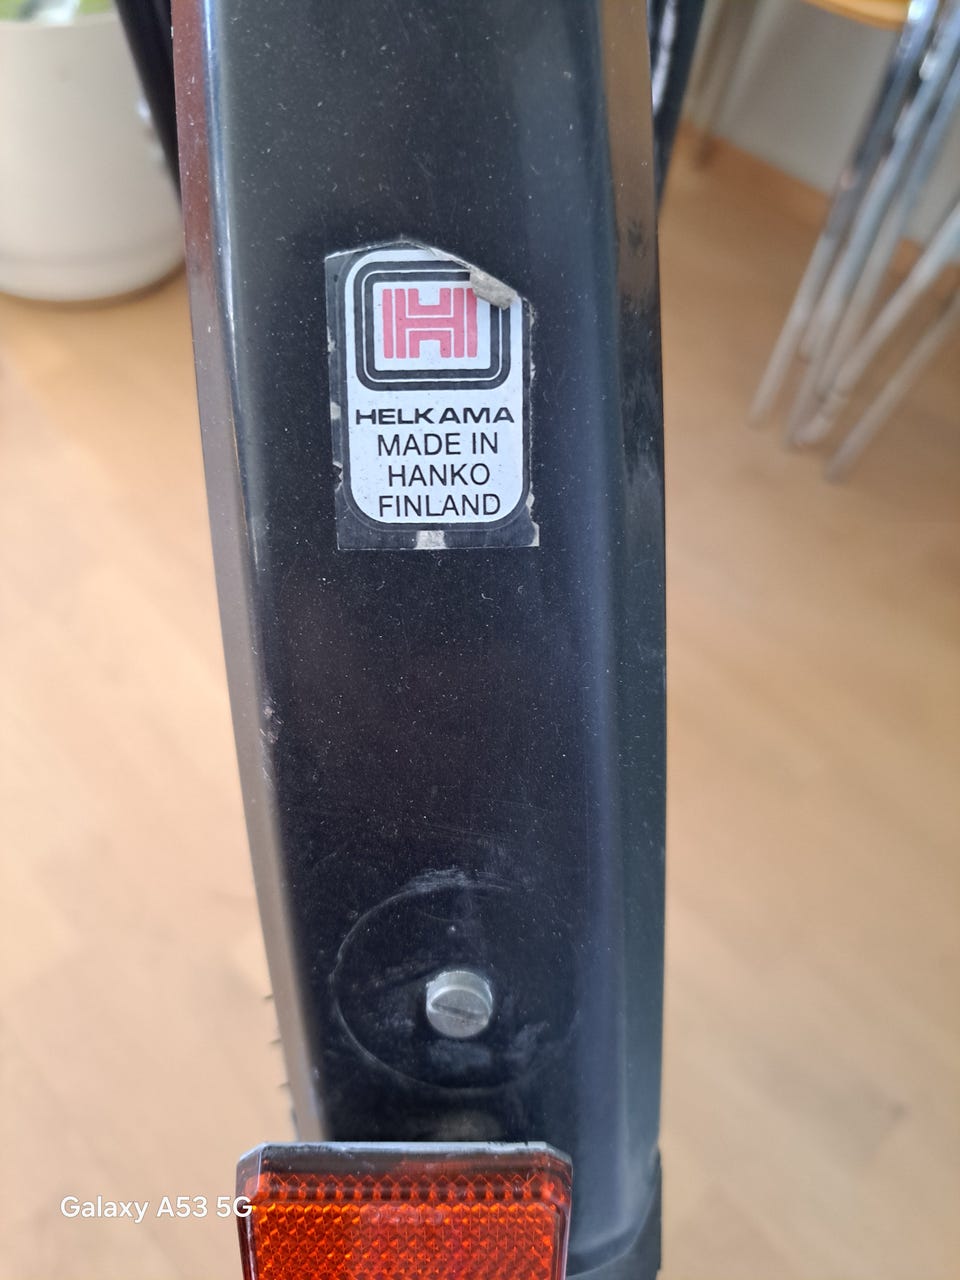 H
HELKAMA
MADE IN
HANKO
FINLAND
Galaxy A53 5G